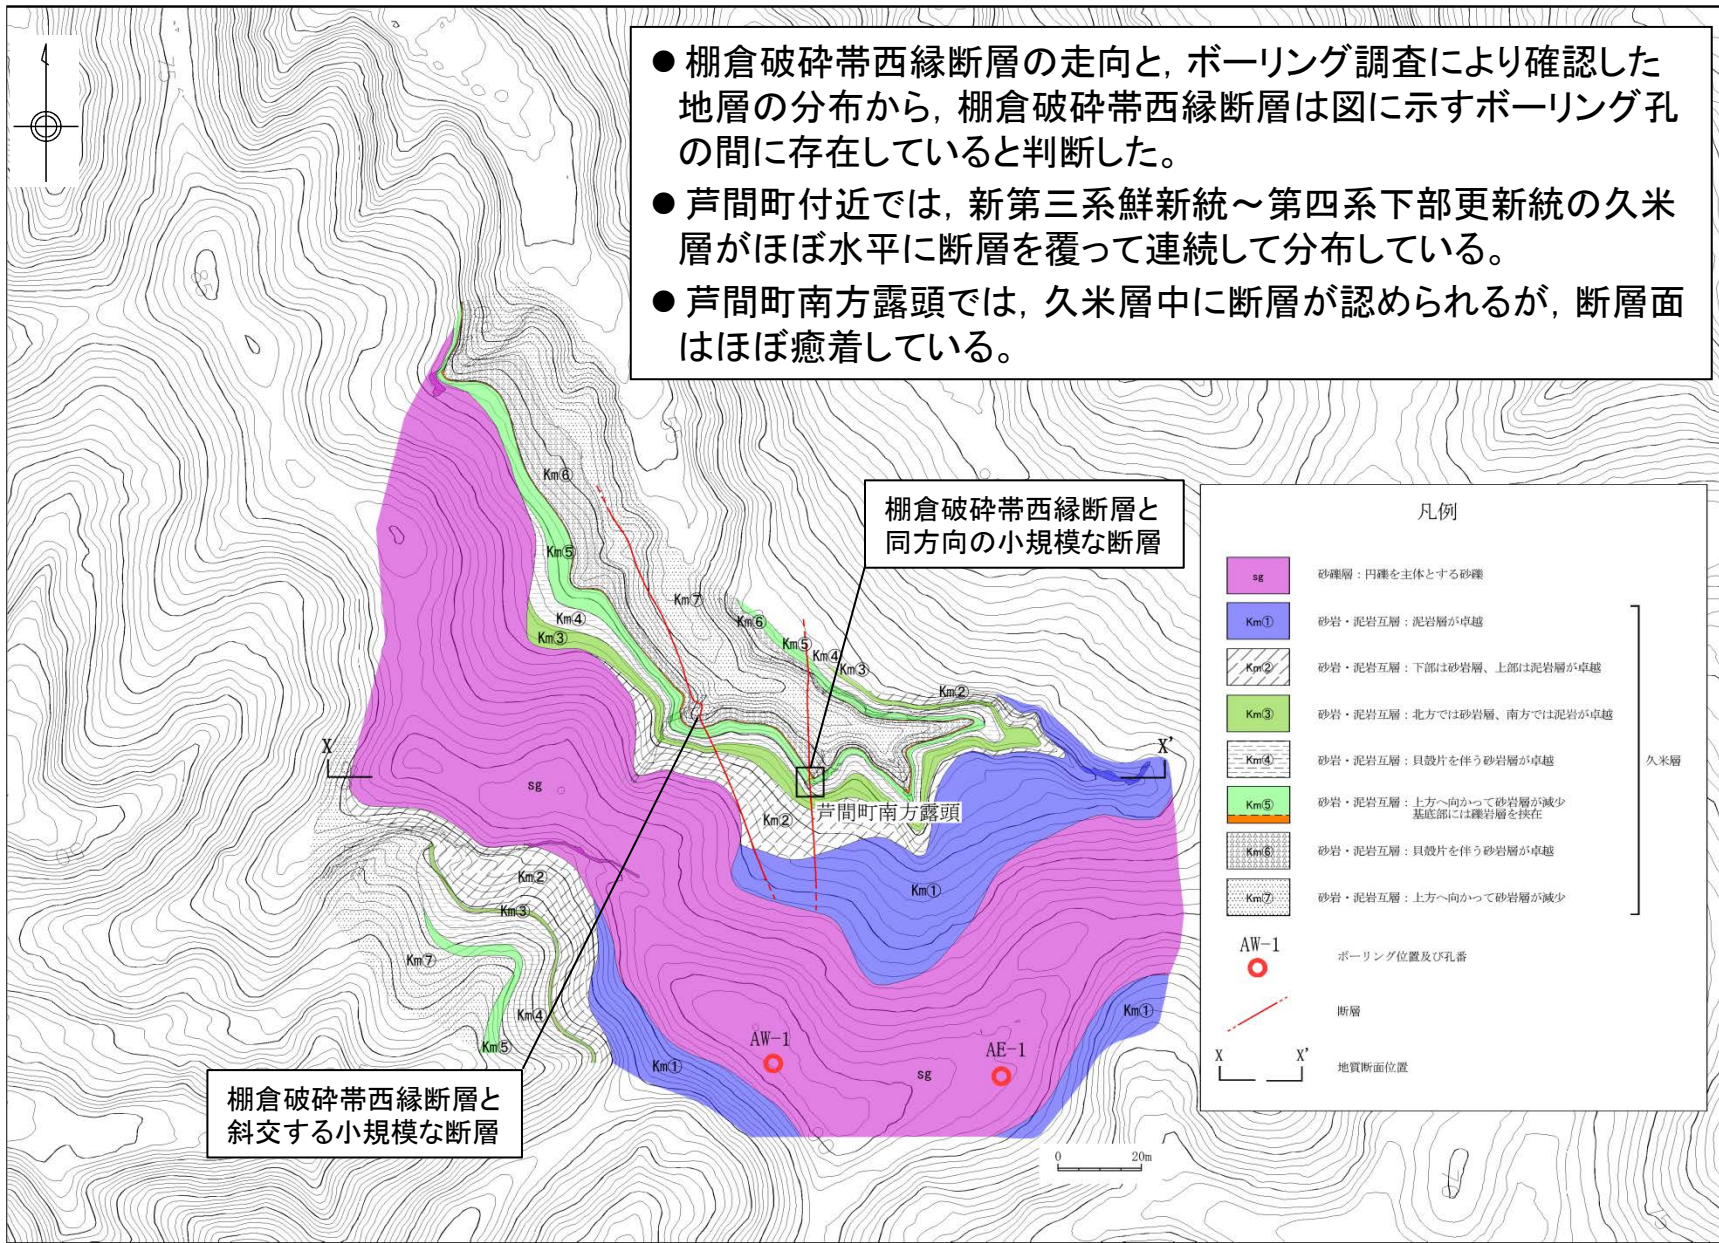 ● 棚倉破砕帯西縁断層の走向と，ボーリング調査により確認した
地層の分布から，棚倉破砕帯西縁断層は図に示すボーリング孔
の間に存在していると判断した。
● 芦間町付近では，新第三系鮮新統～第四系下部更新統の久米
層がほぼ水平に断層を覆って連続して分布している。
● 芦間町南方露頭では，久米層中に断層が認められるが，断層面
はほぼ癒着している。
棚倉破砕帯西縁断層と
同方向の小規模な断層
Km⑥
Km⑤
Km④
Km③
Km⑦
Km⑥
Km⑤
Km④
Km③
Km②
X
X'
sg
芦間町南方露頭
Km②
Km①
Km②
Km③
Km⑦
Km④
Km⑤
Km①
Km①
AW-1
AE-1
sg
棚倉破砕帯西縁断層と
斜交する小規模な断層
0 20m
凡例
sg 砂礫層：円礫を主体とする砂礫
Km① 砂岩・泥岩互層：泥岩が卓越
Km② 砂岩・泥岩互層：下部は砂岩層、上部は泥岩層が卓越
Km③ 砂岩・泥岩互層：北方では砂岩層、南方では泥岩が卓越
Km④ 砂岩・泥岩互層：貝殻片を伴う砂岩層が卓越
Km⑤ 砂岩・泥岩互層：上方へ向かって砂岩層が減少
基底部には礫岩層を挟在
Km⑥ 砂岩・泥岩互層：貝殻片を伴う砂岩層が卓越
Km⑦ 砂岩・泥岩互層：上方へ向かって砂岩層が減少
久米層
AW-1
ボーリング位置及び孔番
断層
X X'
地質断面位置